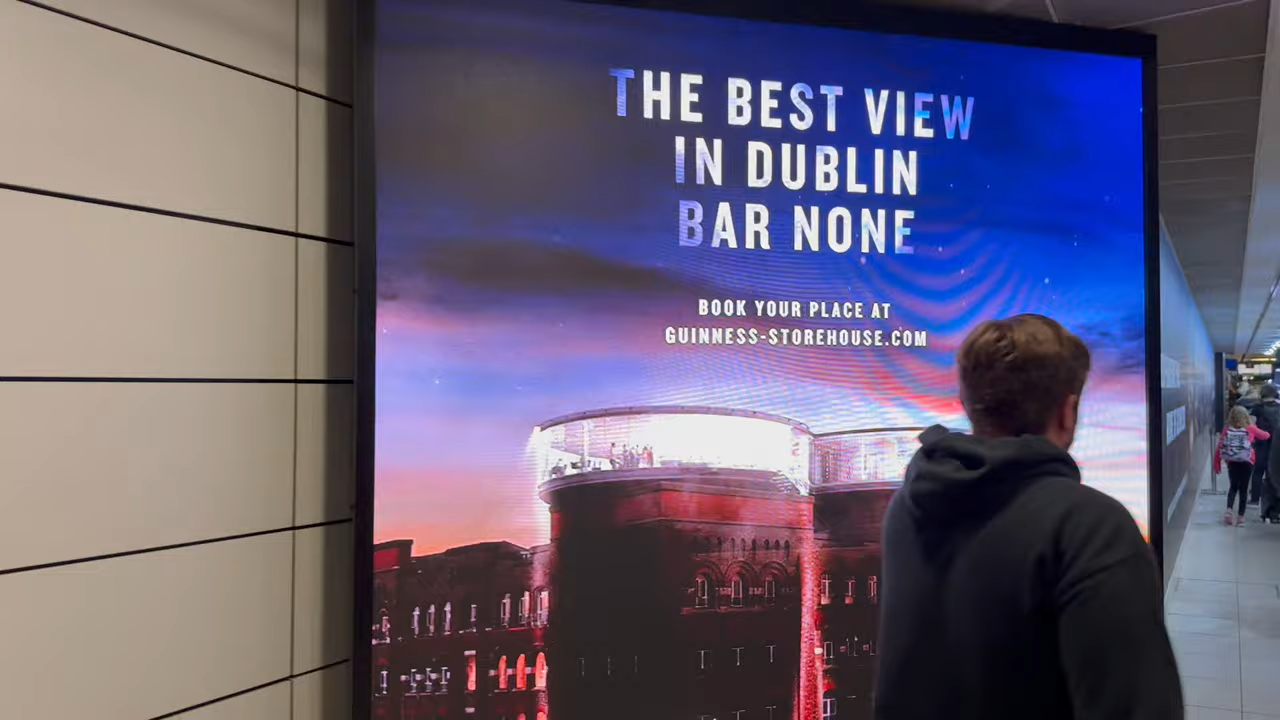 THE BEST VIEW
IN DUBLIN
BAR NONE
BOOK YOUR PLACE AT
GUINNESS-STOREHOUSE.COM